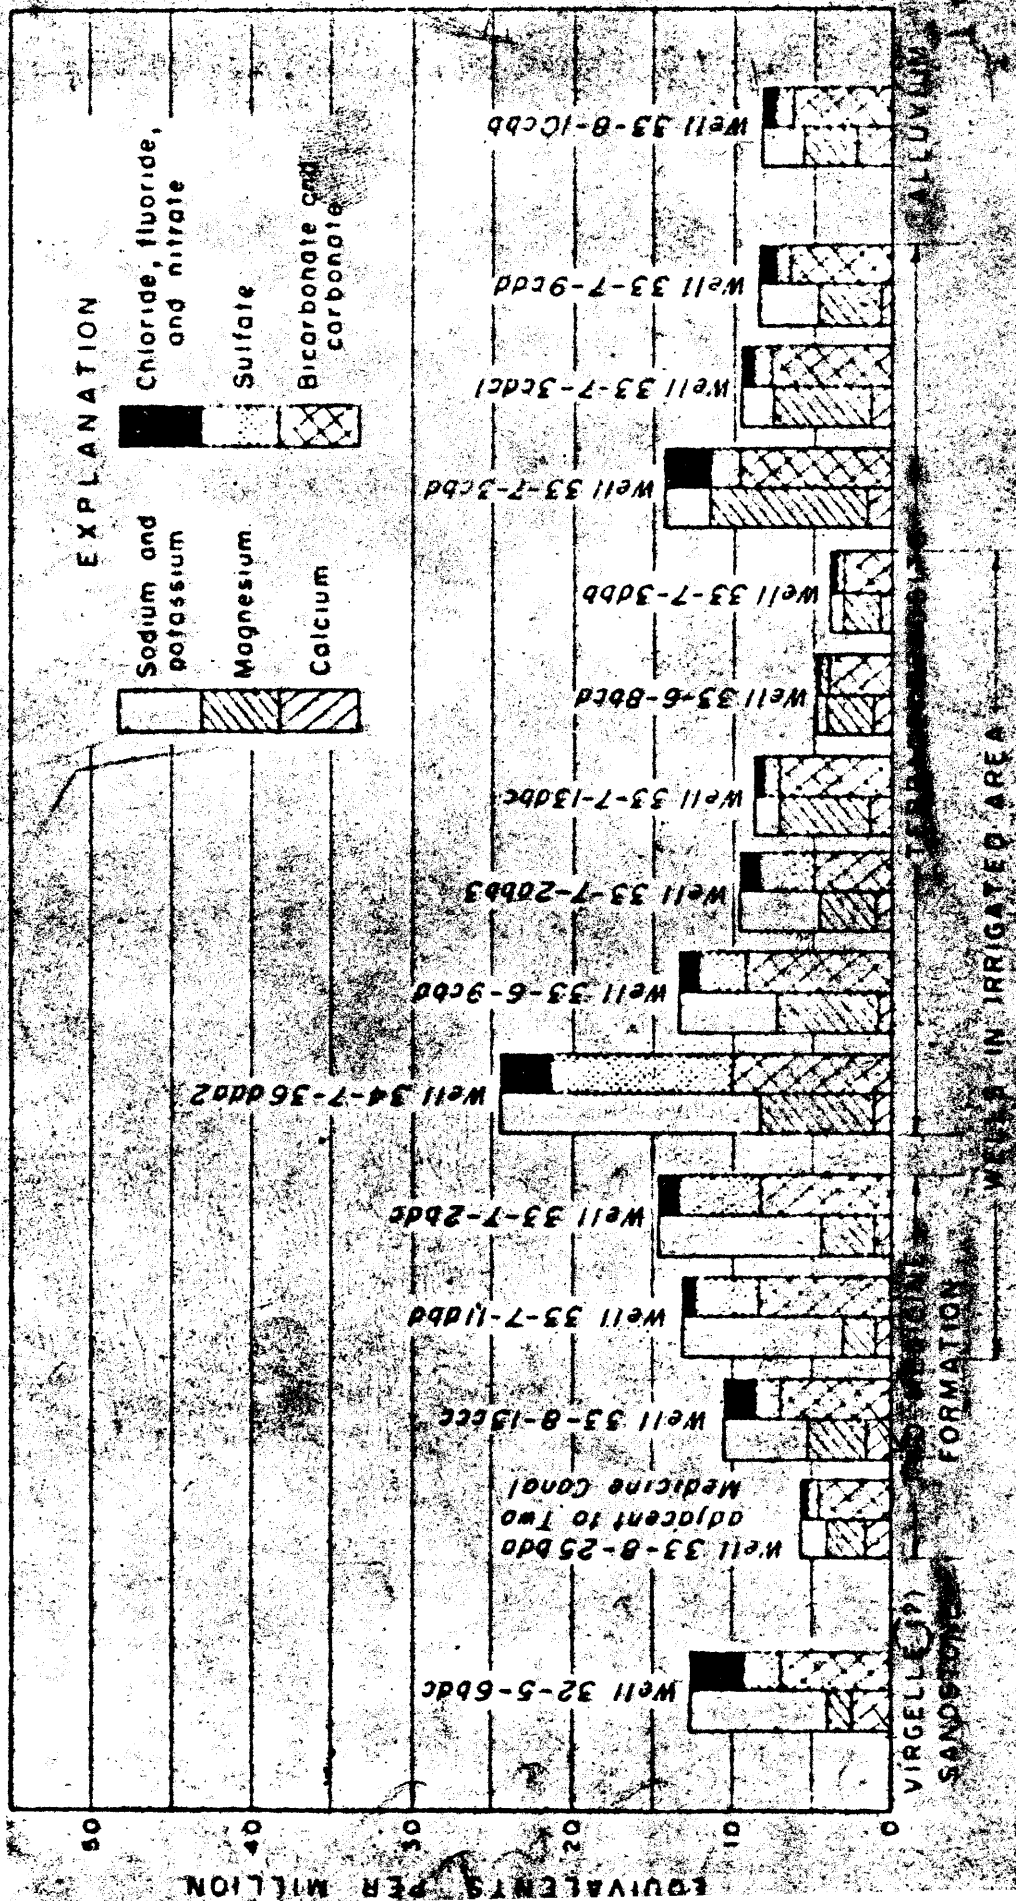 EXPLANATION
Sodium and
potassium
Magnesium
Calcium
Chloride, fluoride,
and nitrate
Sulfate
Bicarbonate and
carbonate
EQUIVALENTS PER MILLION
50
40
30
20
10
0
Well 32-5-6bdc
Well 33-8-25bda
adjacent to Two
Medicine Canal
Well 33-8-15ccc
Well 33-7-11dbd
Well 33-7-2bdc
Well 34-7-36dda2
Well 33-6-9cbd
Well 33-7-2abb3
Well 33-7-13dbc
Well 33-6-8bcd
Well 33-7-3dbb
Well 33-7-3cbd
Well 33-7-3cdc1
Well 33-7-9cdd
Well 33-8-10cbb
VIRGELLE(?)
SANDSTONE
FORMATION
ALLUVIUM
WELLS IN IRRIGATED AREA